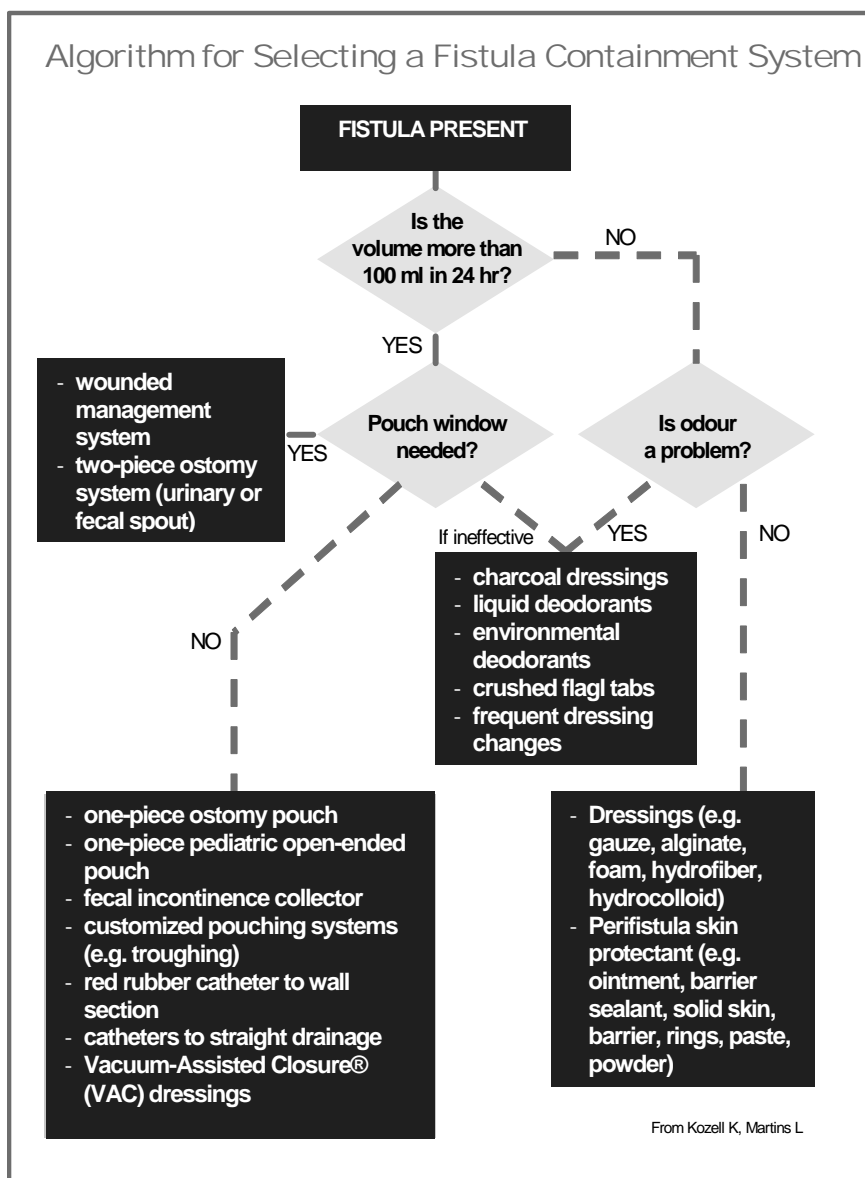 Algorithm for Selecting a Fistula Containment System
FISTULA PRESENT
Is the
volume more than
100 ml in 24 hr?
NO
YES
- wounded
management
system
- two-piece ostomy
system (urinary or
fecal spout)
YES
Pouch window
needed?
Is odour
a problem?
If ineffective
YES
NO
- charcoal dressings
- liquid deodorants
- environmental
deodorants
- crushed flagl tabs
- frequent dressing
changes
NO
- one-piece ostomy pouch
- one-piece pediatric open-ended
pouch
- fecal incontinence collector
- customized pouching systems
(e.g. troughing)
- red rubber catheter to wall
section
- catheters to straight drainage
- Vacuum-Assisted Closure®
(VAC) dressings
- Dressings (e.g.
gauze, alginate,
foam, hydrofiber,
hydrocolloid)
- Perifistula skin
protectant (e.g.
ointment, barrier
sealant, solid skin,
barrier, rings, paste,
powder)
From Kozell K, Martins L